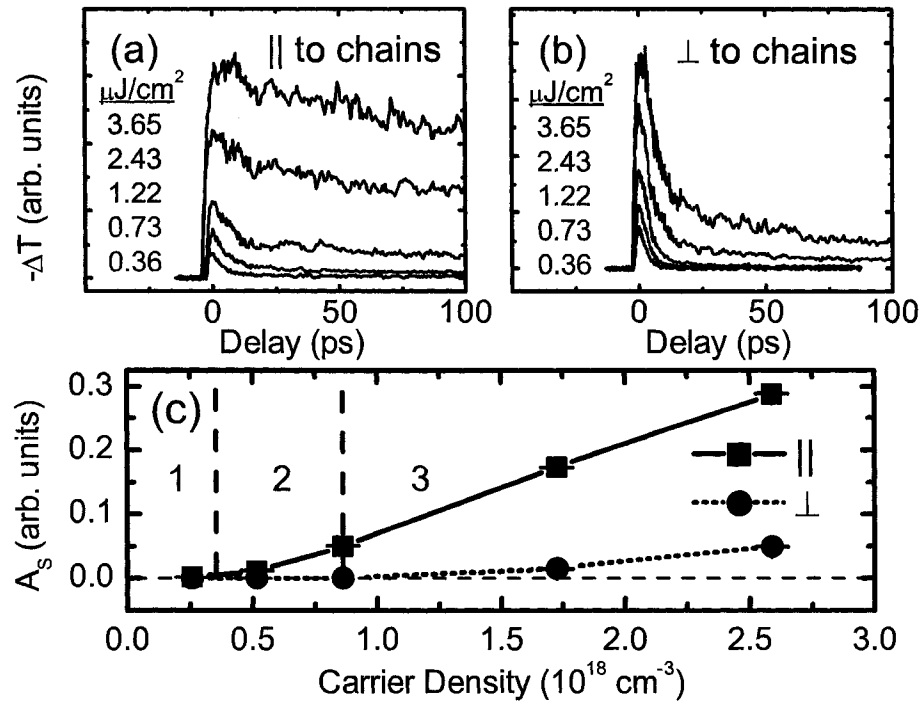 (a) || to chains
μJ/cm²
3.65
2.43
1.22
0.73
0.36
-ΔT (arb. units)
0 50 100
Delay (ps)
(b) ⊥ to chains
μJ/cm²
3.65
2.43
1.22
0.73
0.36
0 50 100
Delay (ps)
(c)
0.3
0.2
0.1
0.0
A_s (arb. units)
1 2 3
||
⊥
0.0 0.5 1.0 1.5 2.0 2.5 3.0
Carrier Density (10¹⁸ cm⁻³)